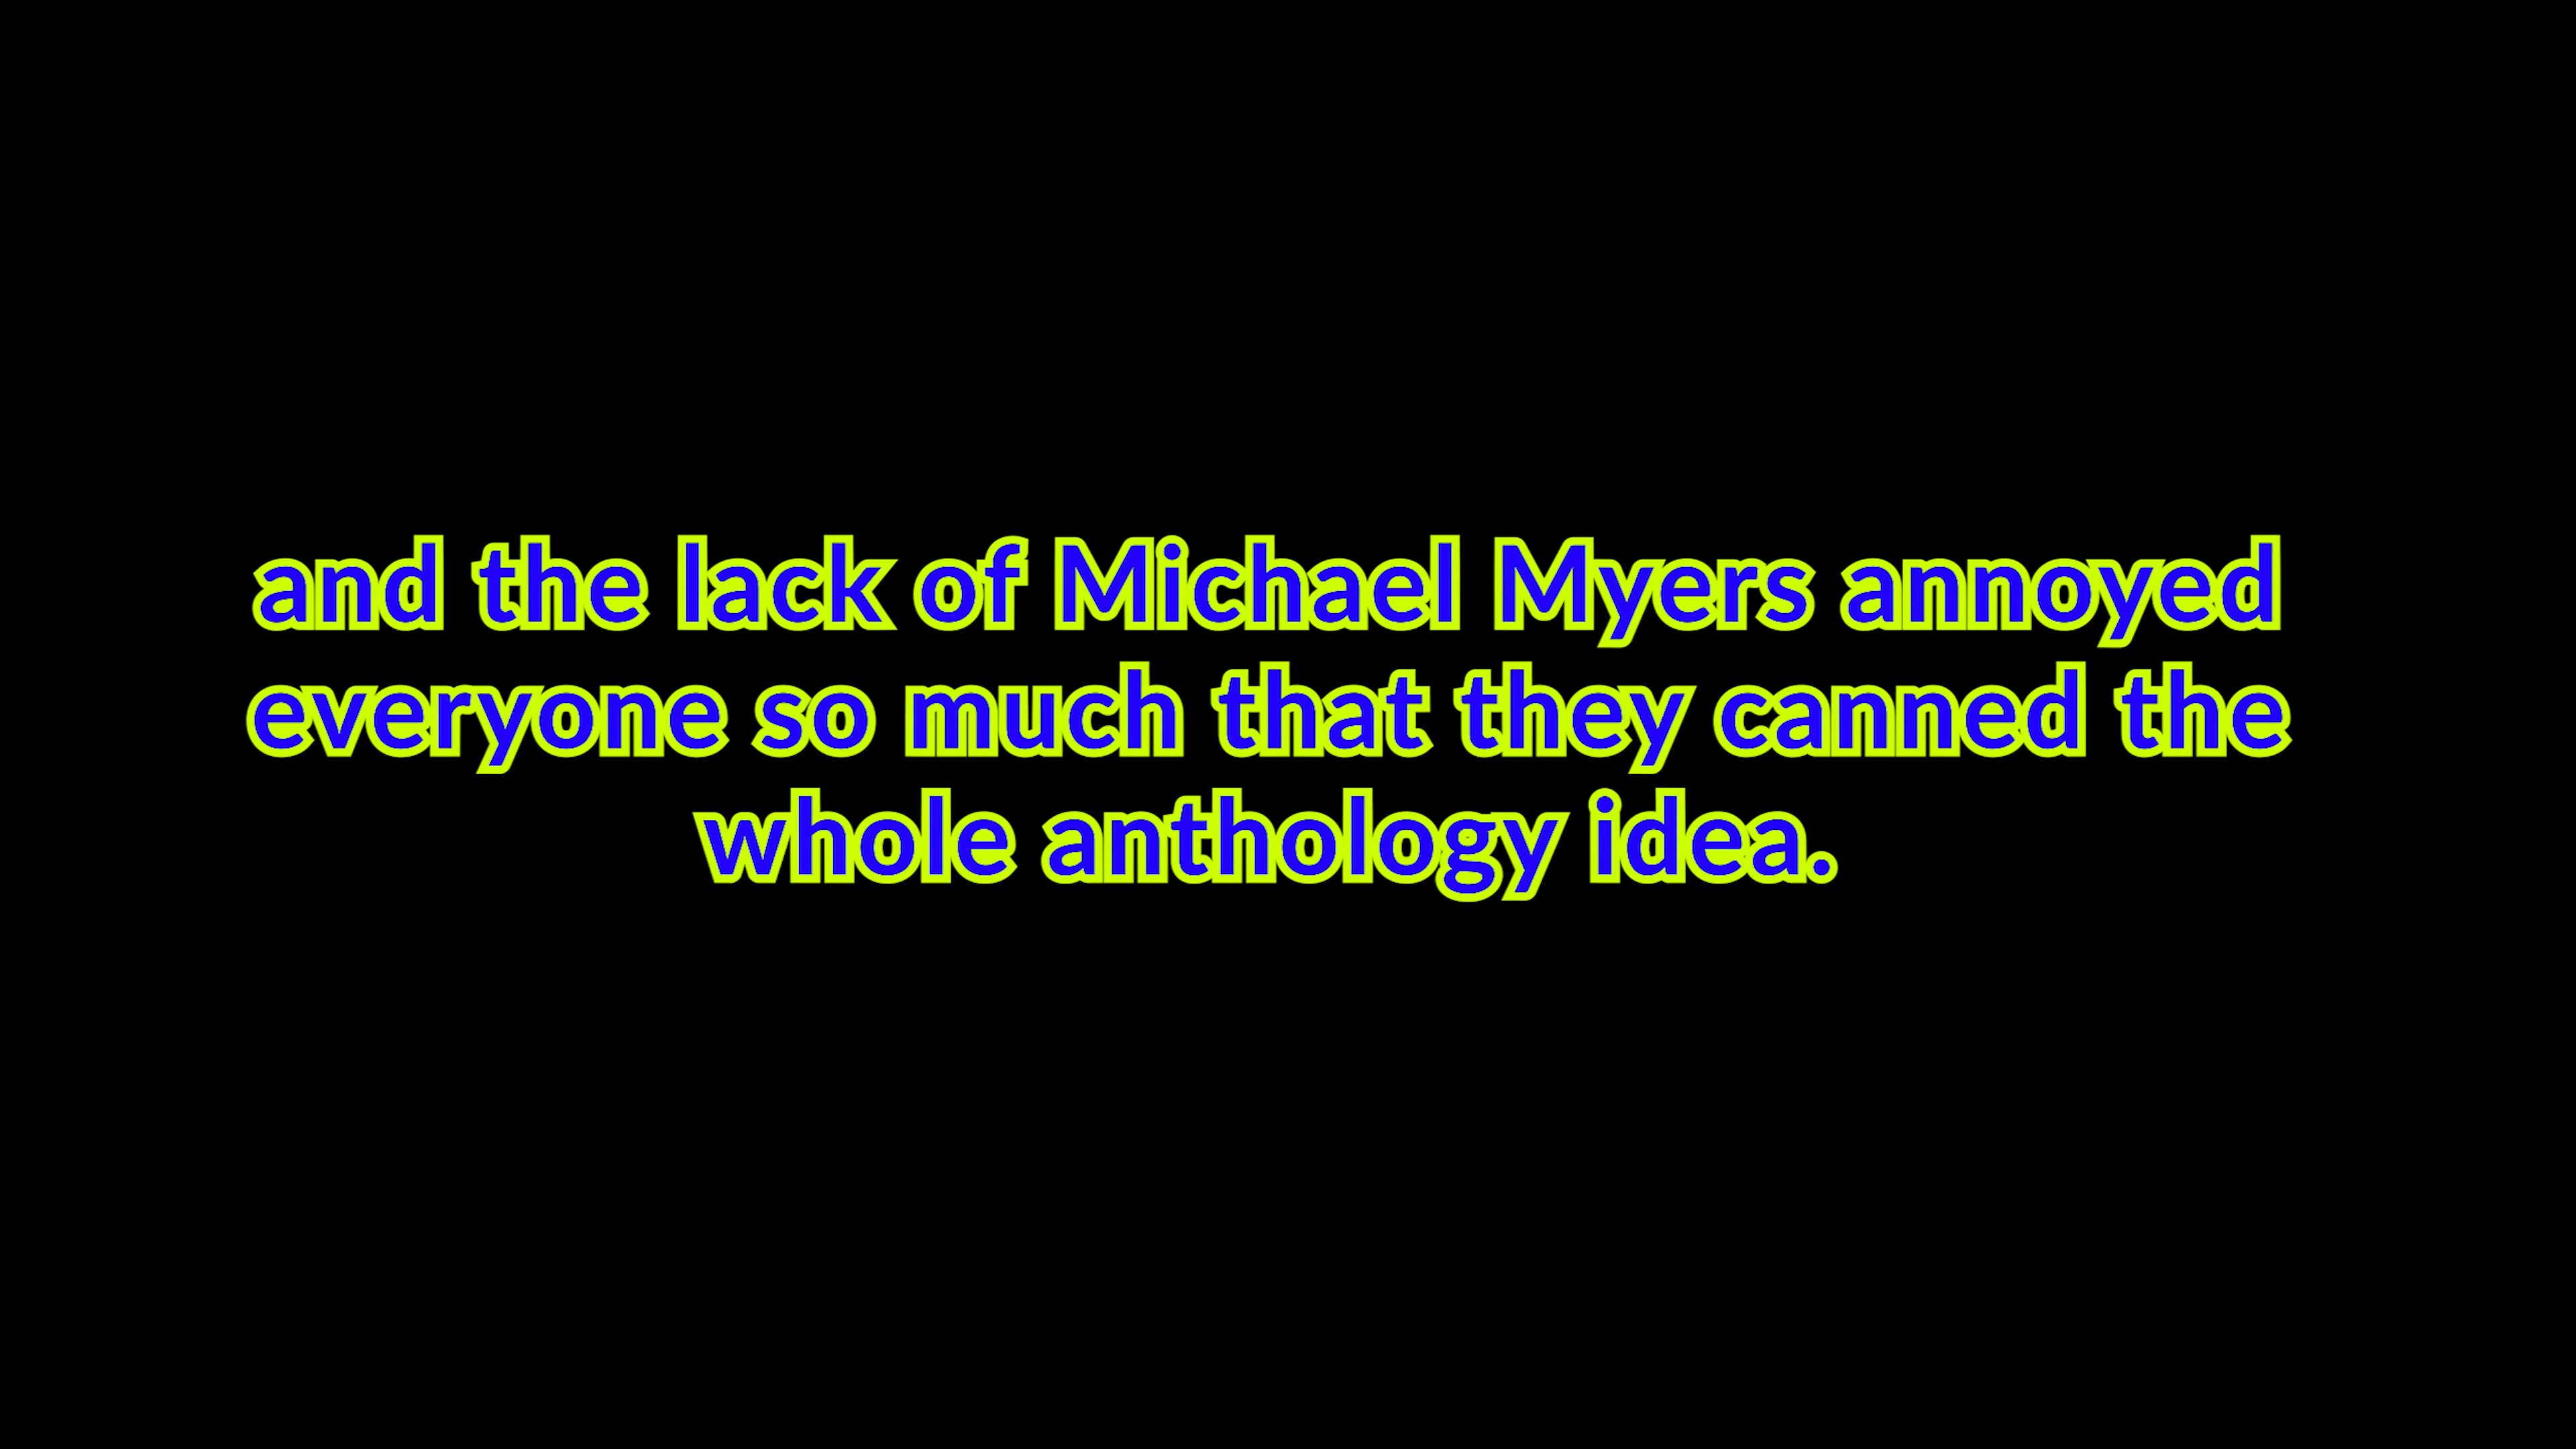 and the lack of Michael Myers annoyed
everyone so much that they canned the
whole anthology idea.